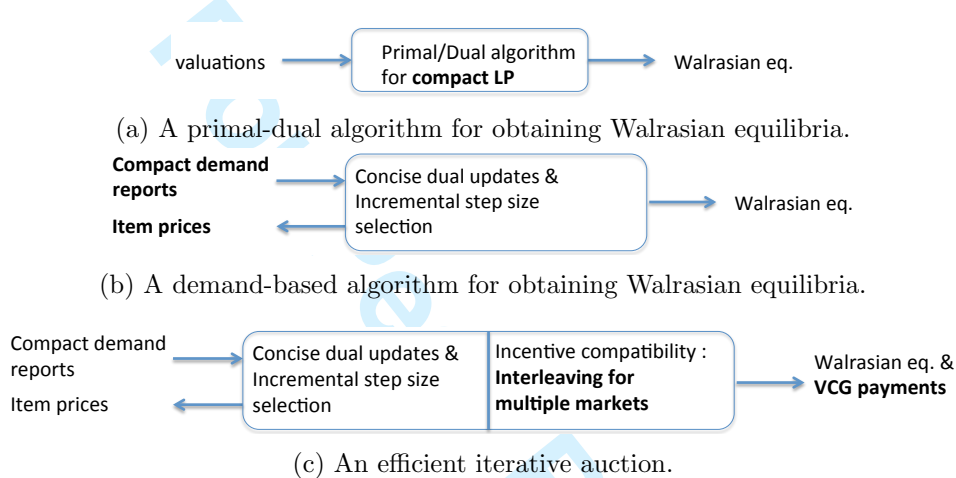 valuations
Primal/Dual algorithm
for compact LP
Walrasian eq.
(a) A primal-dual algorithm for obtaining Walrasian equilibria.
Compact demand
reports
Item prices
Concise dual updates &
Incremental step size
selection
Walrasian eq.
(b) A demand-based algorithm for obtaining Walrasian equilibria.
Compact demand
reports
Item prices
Concise dual updates &
Incremental step size
selection
Incentive compatibility :
Interleaving for
multiple markets
Walrasian eq. &
VCG payments
(c) An efficient iterative auction.